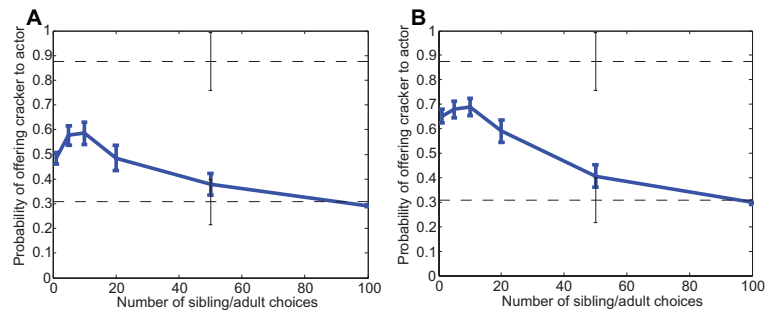 A
Probability of offering cracker to actor
1
0.9
0.8
0.7
0.6
0.5
0.4
0.3
0.2
0.1
0
0 20 40 60 80 100
Number of sibling/adult choices
B
Probability of offering cracker to actor
1
0.9
0.8
0.7
0.6
0.5
0.4
0.3
0.2
0.1
0
0 20 40 60 80 100
Number of sibling/adult choices